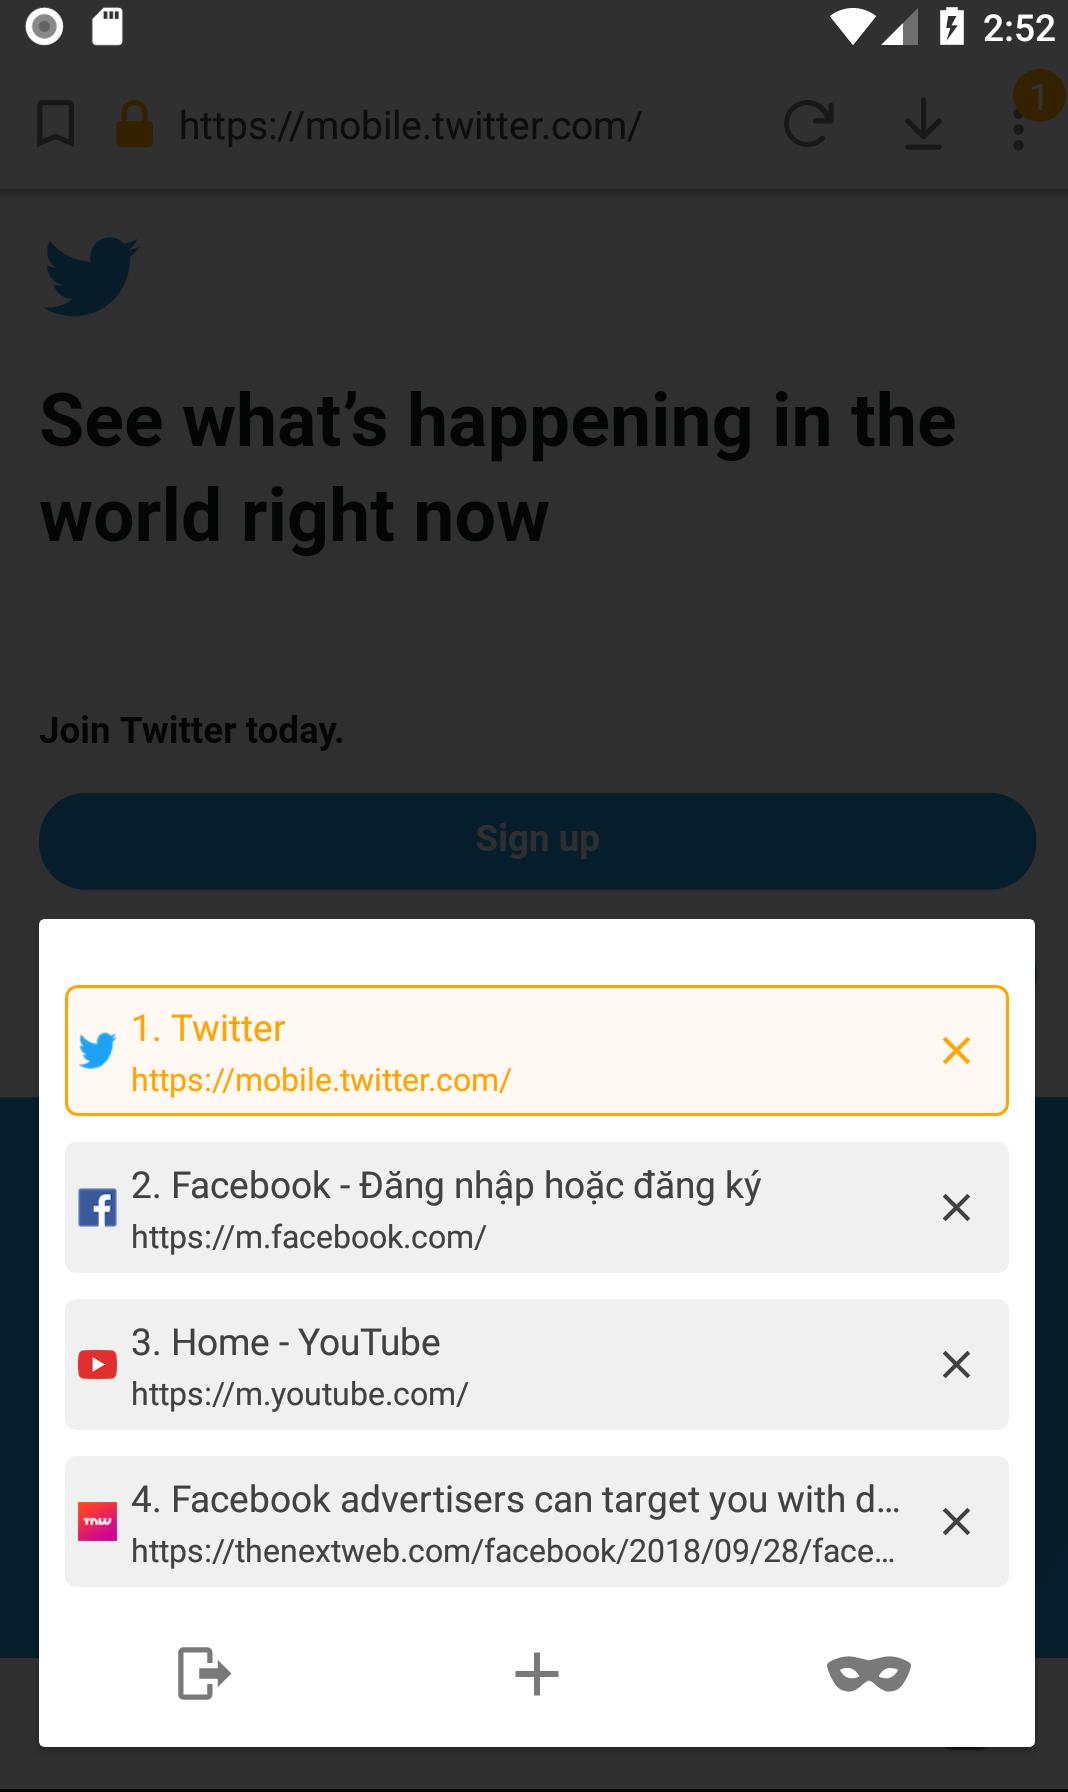 2:52
https://mobile.twitter.com/
1
See what’s happening in the
world right now
Join Twitter today.
Sign up
1. Twitter
https://mobile.twitter.com/
2. Facebook - Đăng nhập hoặc đăng ký
https://m.facebook.com/
3. Home - YouTube
https://m.youtube.com/
4. Facebook advertisers can target you with d…
TNW
https://thenextweb.com/facebook/2018/09/28/face…